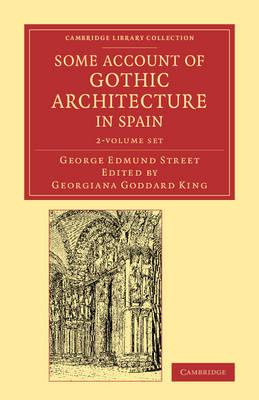 CAMBRIDGE LIBRARY COLLECTION
SOME ACCOUNT OF
GOTHIC
ARCHITECTURE
IN SPAIN
2-VOLUME SET
GEORGE EDMUND STREET
EDITED BY
GEORGIANA GODDARD KING
CAMBRIDGE